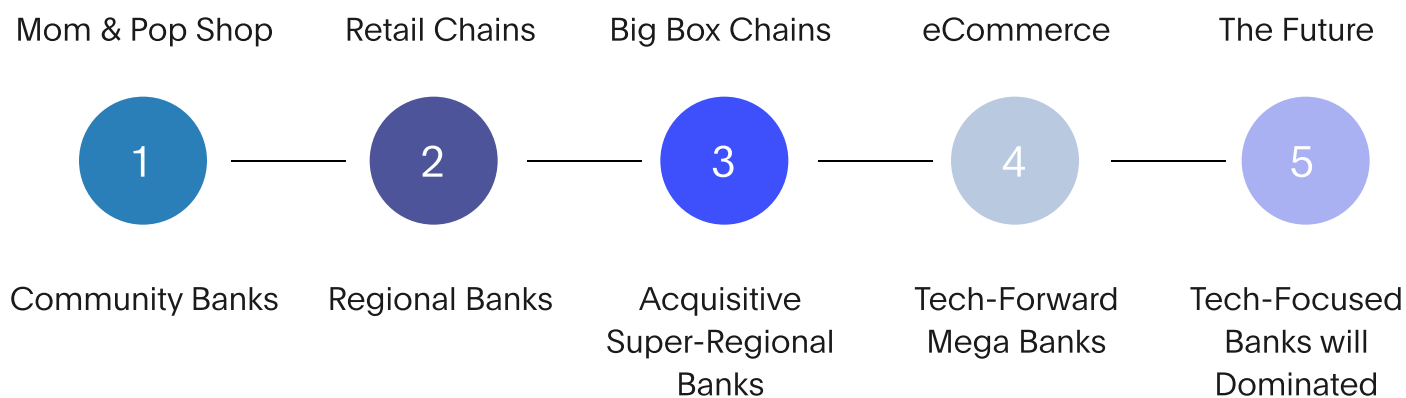 Mom & Pop Shop
Retail Chains
Big Box Chains
eCommerce
The Future
1
2
3
4
5
Community Banks
Regional Banks
Acquisitive
Super-Regional
Banks
Tech-Forward
Mega Banks
Tech-Focused
Banks will
Dominated